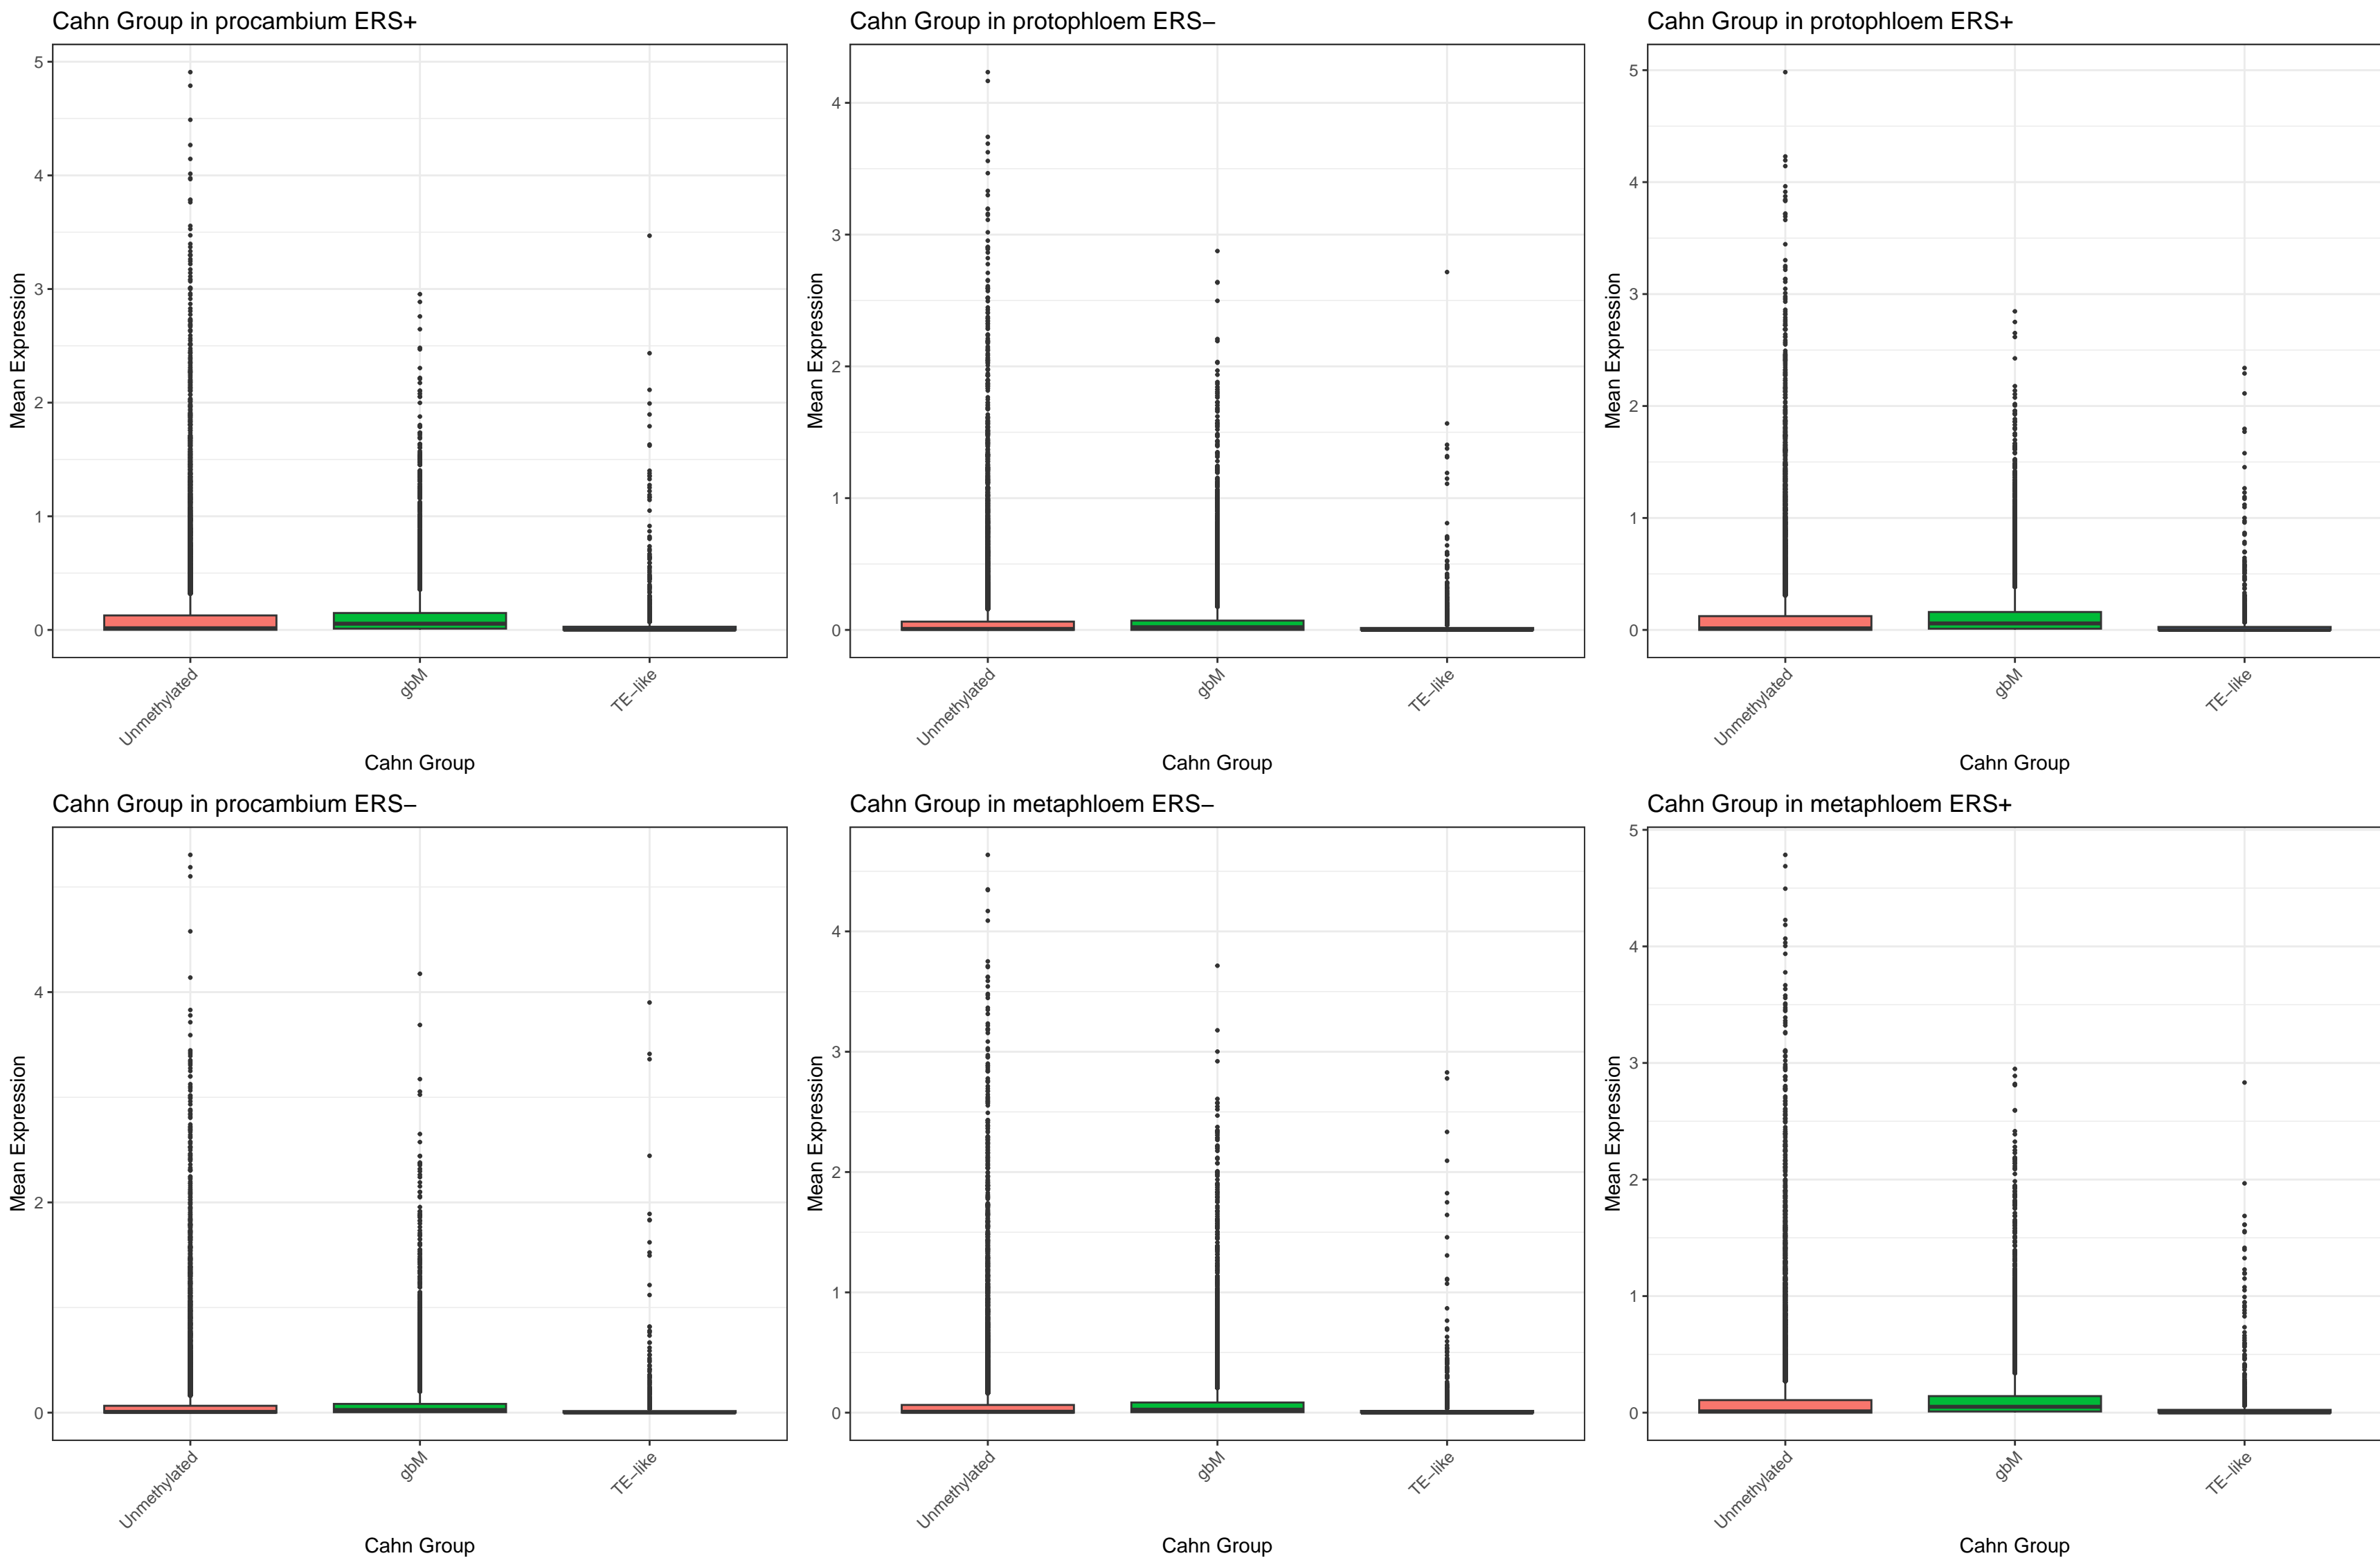 Cahn Group in procambium ERS+
Mean Expression
5
4
3
2
1
0
Unmethylated
gbM
TE−like
Cahn Group
Cahn Group in protophloem ERS−
Mean Expression
4
3
2
1
0
Unmethylated
gbM
TE−like
Cahn Group
Cahn Group in protophloem ERS+
Mean Expression
5
4
3
2
1
0
Unmethylated
gbM
TE−like
Cahn Group
Cahn Group in procambium ERS−
Mean Expression
4
2
0
Unmethylated
gbM
TE−like
Cahn Group
Cahn Group in metaphloem ERS−
Mean Expression
4
3
2
1
0
Unmethylated
gbM
TE−like
Cahn Group
Cahn Group in metaphloem ERS+
Mean Expression
5
4
3
2
1
0
Unmethylated
gbM
TE−like
Cahn Group